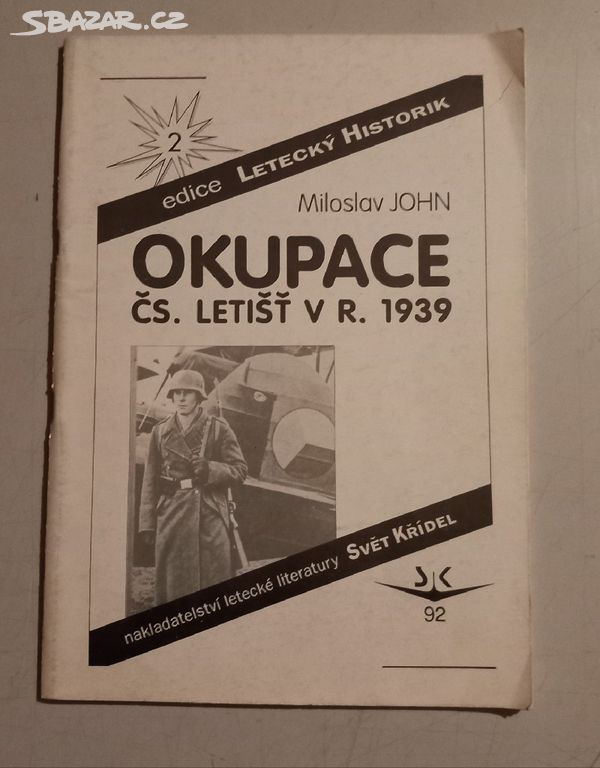 SBAZAR.CZ
2
edice LETECKÝ HISTORIK
Miloslav JOHN
OKUPACE
ČS. LETIŠŤ V R. 1939
nakladatelství letecké literatury SVĚT KŘÍDEL
SK
92